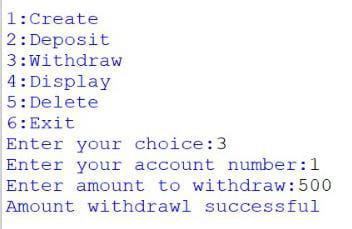 1:Create
2:Deposit
3:Withdraw
4:Display
5:Delete
6:Exit
Enter your choice:3
Enter your account number:1
Enter amount to withdraw:500
Amount withdrawl successful